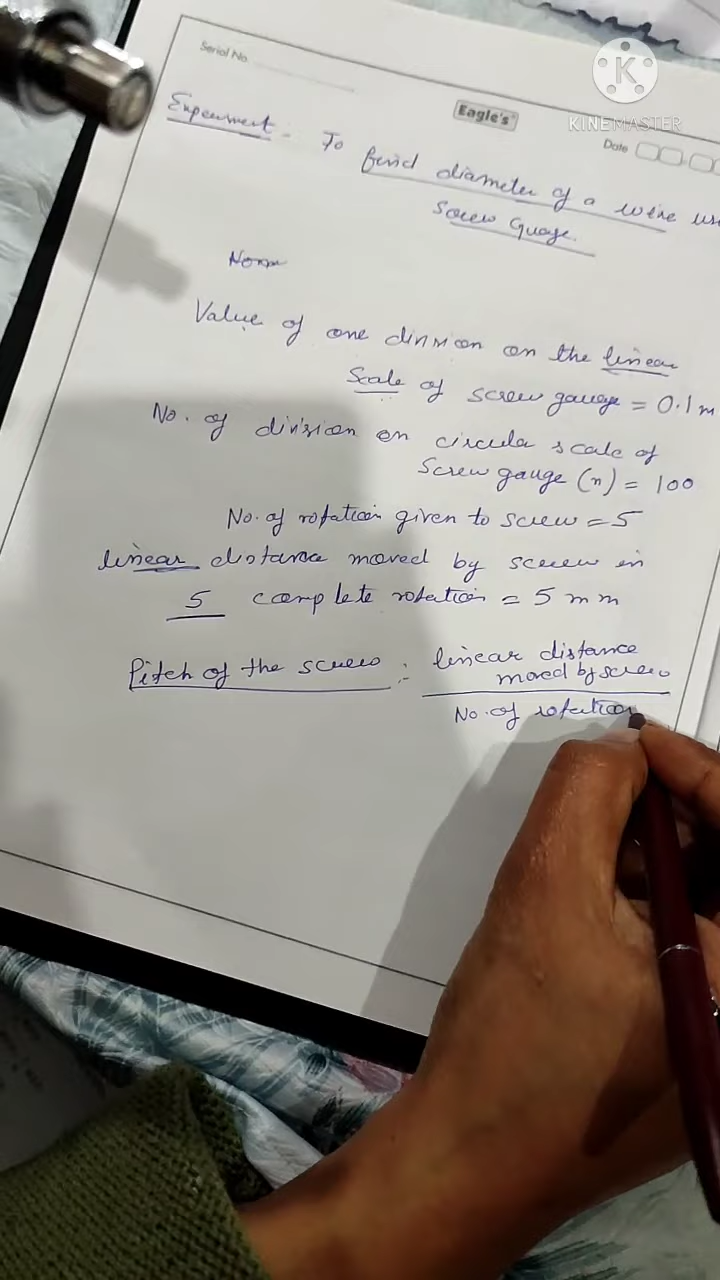 KINEMASTER
Serial No.
Eagle's
Date
Experiment - To find diameter of a wire us
Screw Guage.
Value of one division on the linear
Scale of screw gauge = 0.1 m
No. of division on circular scale of
Screw gauge (n) = 100
No. of rotation given to screw = 5
linear distance moved by screw in
5 complete rotation = 5 mm
Pitch of the screw :- linear distance
moved by screw
No. of rotation